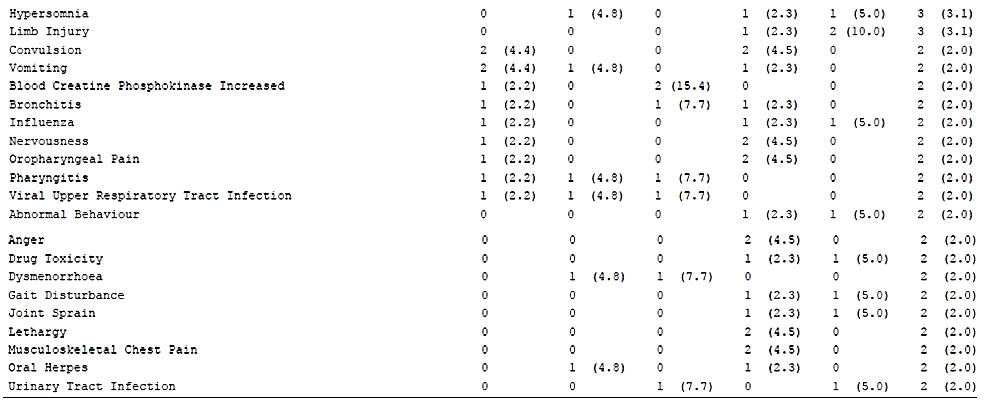 Hypersomnia 0 1 (4.8) 0 1 (2.3) 1 (5.0) 3 (3.1)
Limb Injury 0 0 0 1 (2.3) 2 (10.0) 3 (3.1)
Convulsion 2 (4.4) 0 0 2 (4.5) 0 2 (2.0)
Vomiting 2 (4.4) 1 (4.8) 0 1 (2.3) 0 2 (2.0)
Blood Creatine Phosphokinase Increased 1 (2.2) 0 2 (15.4) 0 0 2 (2.0)
Bronchitis 1 (2.2) 0 1 (7.7) 1 (2.3) 0 2 (2.0)
Influenza 1 (2.2) 0 0 1 (2.3) 1 (5.0) 2 (2.0)
Nervousness 1 (2.2) 0 0 2 (4.5) 0 2 (2.0)
Oropharyngeal Pain 1 (2.2) 0 0 2 (4.5) 0 2 (2.0)
Pharyngitis 1 (2.2) 1 (4.8) 1 (7.7) 0 0 2 (2.0)
Viral Upper Respiratory Tract Infection 1 (2.2) 1 (4.8) 1 (7.7) 0 0 2 (2.0)
Abnormal Behaviour 0 0 0 1 (2.3) 1 (5.0) 2 (2.0)
Anger 0 0 0 2 (4.5) 0 2 (2.0)
Drug Toxicity 0 0 0 1 (2.3) 1 (5.0) 2 (2.0)
Dysmenorrhoea 0 1 (4.8) 1 (7.7) 0 0 2 (2.0)
Gait Disturbance 0 0 0 1 (2.3) 1 (5.0) 2 (2.0)
Joint Sprain 0 0 0 1 (2.3) 1 (5.0) 2 (2.0)
Lethargy 0 0 0 2 (4.5) 0 2 (2.0)
Musculoskeletal Chest Pain 0 0 0 2 (4.5) 0 2 (2.0)
Oral Herpes 0 1 (4.8) 0 1 (2.3) 0 2 (2.0)
Urinary Tract Infection 0 0 1 (7.7) 0 1 (5.0) 2 (2.0)